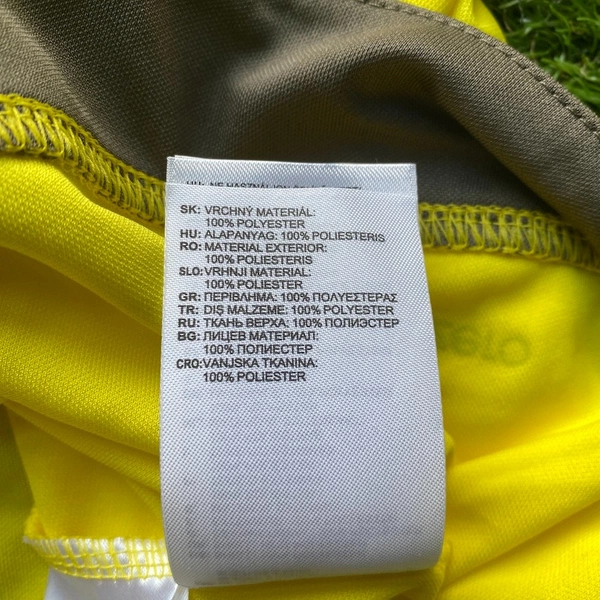 SK: VRCHNÝ MATERIÁL:
100% POLYESTER
HU: ALAPANYAG: 100% POLIESTERIS
RO: MATERIAL EXTERIOR:
100% POLIESTERIS
SLO: VRHNJI MATERIAL:
100% POLIESTER
GR: ΠΕΡΙΒΛΗΜΑ: 100% ΠΟΛΥΕΣΤΕΡΑΣ
TR: DIŞ MALZEME: 100% POLYESTER
RU: ТКАНЬ ВЕРХА: 100% ПОЛИЭСТЕР
BG: ЛИЦЕВ МАТЕРИАЛ:
100% ПОЛИЕСТЕР
CRO: VANJSKA TKANINA:
100% POLIESTER